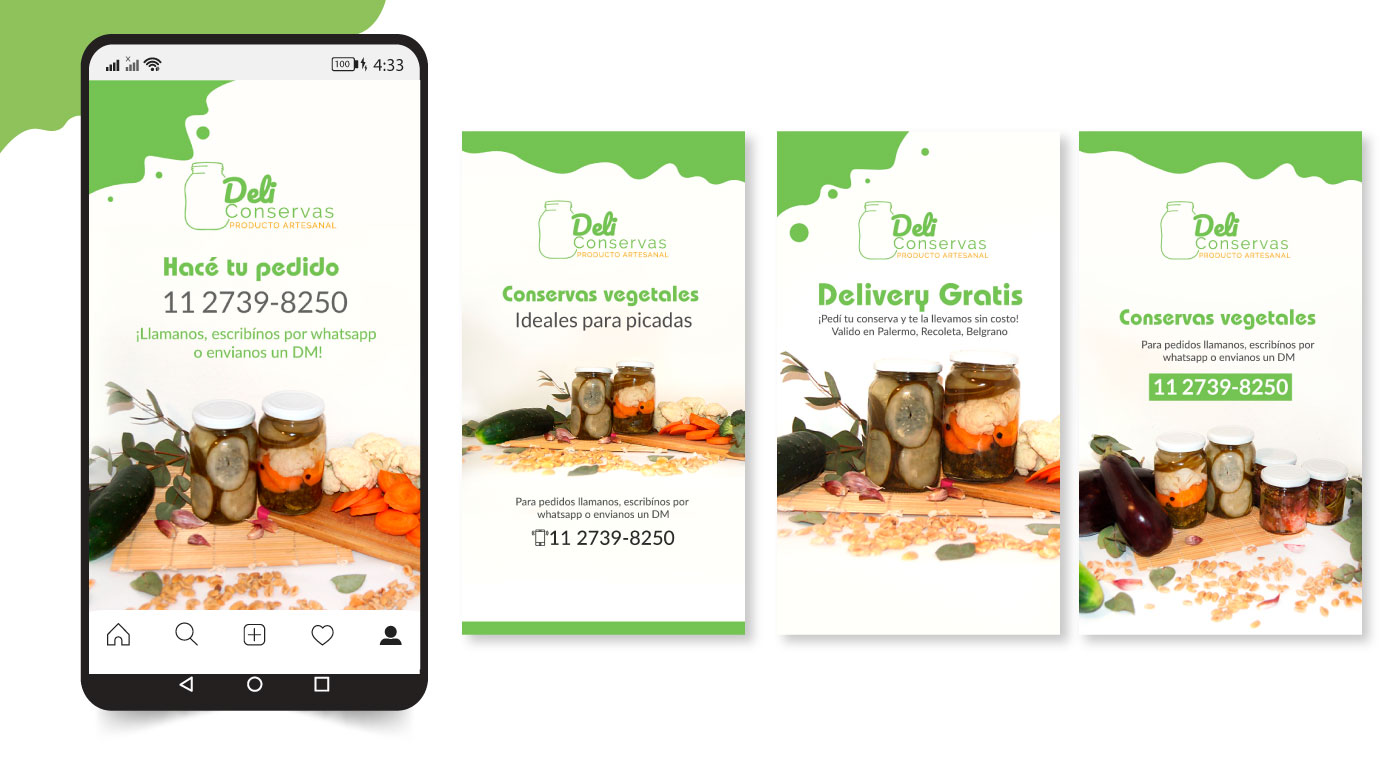 100 4:33
Deli
Conservas
PRODUCTO ARTESANAL
Hacé tu pedido
11 2739-8250
¡Llamanos, escribínos por whatsapp
o envianos un DM!
Deli
Conservas
PRODUCTO ARTESANAL
Conservas vegetales
Ideales para picadas
Para pedidos llamanos, escribínos por
whatsapp o envianos un DM
11 2739-8250
Deli
Conservas
PRODUCTO ARTESANAL
Delivery Gratis
¡Pedí tu conserva y te la llevamos sin costo!
Valido en Palermo, Recoleta, Belgrano
Deli
Conservas
PRODUCTO ARTESANAL
Conservas vegetales
Para pedidos llamanos, escribínos por
whatsapp o envianos un DM
11 2739-8250